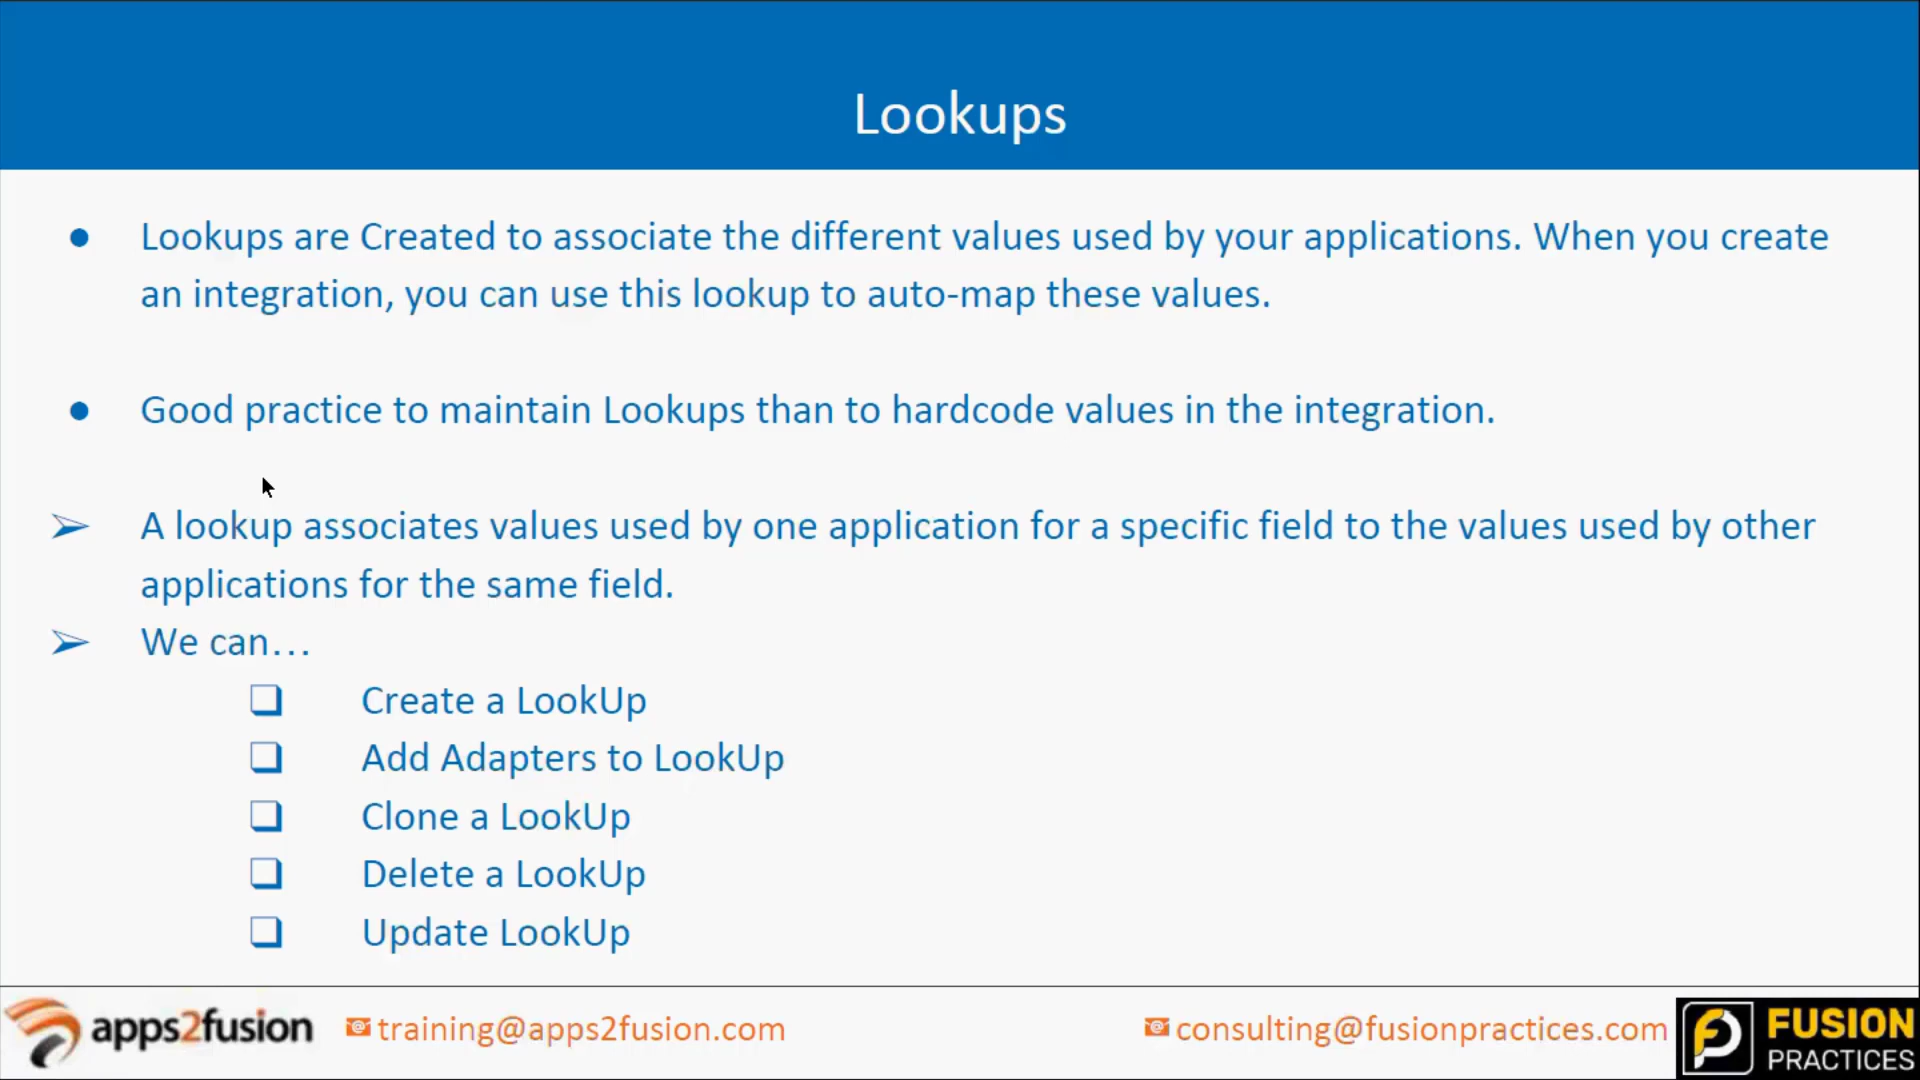 Lookups
● Lookups are Created to associate the different values used by your applications. When you create
an integration, you can use this lookup to auto-map these values.
● Good practice to maintain Lookups than to hardcode values in the integration.
➢ A lookup associates values used by one application for a specific field to the values used by other
applications for the same field.
➢ We can...
❑ Create a LookUp
❑ Add Adapters to LookUp
❑ Clone a LookUp
❑ Delete a LookUp
❑ Update LookUp
apps2fusion training@apps2fusion.com consulting@fusionpractices.com FUSION
PRACTICES